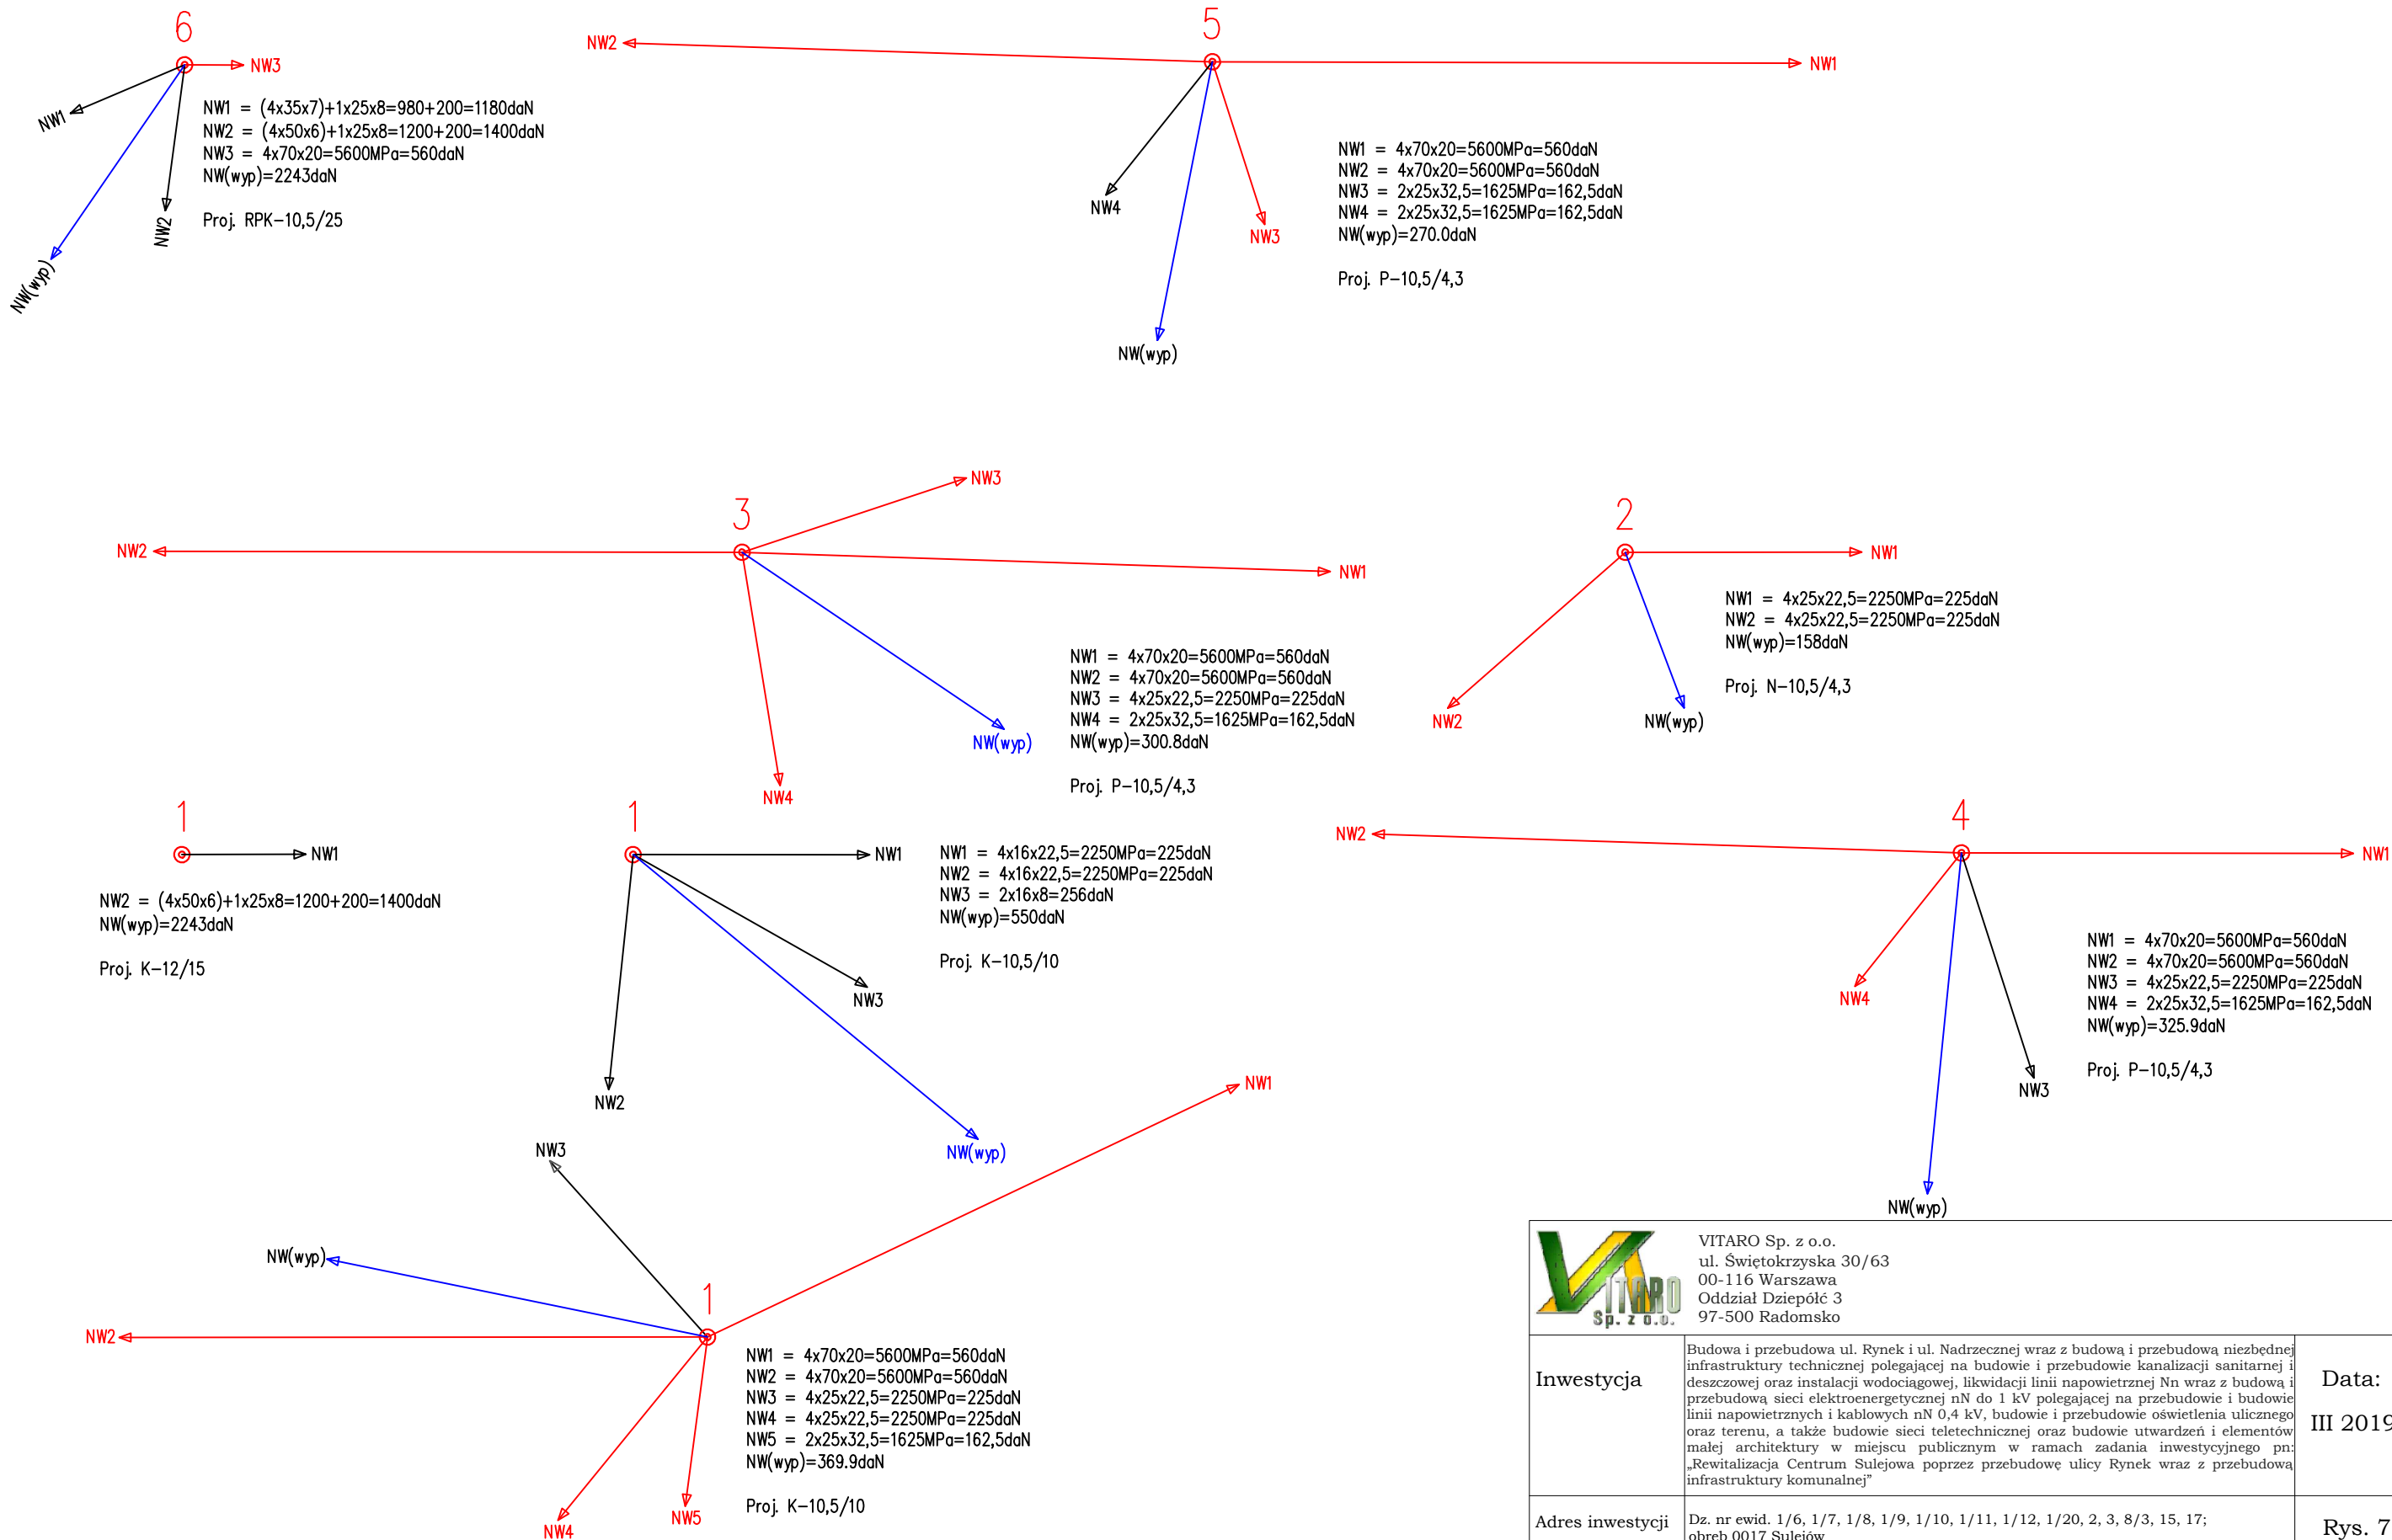 6
NW3
NW1
NW2
NW(wyp)
NW1 = (4x35x7)+1x25x8=980+200=1180daN
NW2 = (4x50x6)+1x25x8=1200+200=1400daN
NW3 = 4x70x20=5600MPa=560daN
NW(wyp)=2243daN
Proj. RPK-10,5/25
5
NW2
NW1
NW4
NW3
NW(wyp)
NW1 = 4x70x20=5600MPa=560daN
NW2 = 4x70x20=5600MPa=560daN
NW3 = 2x25x32,5=1625MPa=162,5daN
NW4 = 2x25x32,5=1625MPa=162,5daN
NW(wyp)=270.0daN
Proj. P-10,5/4,3
3
NW3
NW2
NW1
NW(wyp)
NW4
NW1 = 4x70x20=5600MPa=560daN
NW2 = 4x70x20=5600MPa=560daN
NW3 = 4x25x22,5=2250MPa=225daN
NW4 = 2x25x32,5=1625MPa=162,5daN
NW(wyp)=300.8daN
Proj. P-10,5/4,3
2
NW1
NW2
NW(wyp)
NW1 = 4x25x22,5=2250MPa=225daN
NW2 = 4x25x22,5=2250MPa=225daN
NW(wyp)=158daN
Proj. N-10,5/4,3
1
NW1
NW2 = (4x50x6)+1x25x8=1200+200=1400daN
NW(wyp)=2243daN
Proj. K-12/15
1
NW1
NW3
NW2
NW(wyp)
NW1 = 4x16x22,5=2250MPa=225daN
NW2 = 4x16x22,5=2250MPa=225daN
NW3 = 2x16x8=256daN
NW(wyp)=550daN
Proj. K-10,5/10
4
NW2
NW1
NW4
NW3
NW(wyp)
NW1 = 4x70x20=5600MPa=560daN
NW2 = 4x70x20=5600MPa=560daN
NW3 = 4x25x22,5=2250MPa=225daN
NW4 = 2x25x32,5=1625MPa=162,5daN
NW(wyp)=325.9daN
Proj. P-10,5/4,3
NW1
NW3
NW(wyp)
1
NW2
NW4
NW5
NW1 = 4x70x20=5600MPa=560daN
NW2 = 4x70x20=5600MPa=560daN
NW3 = 4x25x22,5=2250MPa=225daN
NW4 = 4x25x22,5=2250MPa=225daN
NW5 = 2x25x32,5=1625MPa=162,5daN
NW(wyp)=369.9daN
Proj. K-10,5/10
VITARO
Sp. z o.o.
VITARO Sp. z o.o.
ul. Świętokrzyska 30/63
00-116 Warszawa
Oddział Dziepółć 3
97-500 Radomsko
Inwestycja
Budowa i przebudowa ul. Rynek i ul. Nadrzecznej wraz z budową i przebudową niezbędnej
infrastruktury technicznej polegającej na budowie i przebudowie kanalizacji sanitarnej i
deszczowej oraz instalacji wodociągowej, likwidacji linii napowietrznej Nn wraz z budową i
przebudową sieci elektroenergetycznej nN do 1 kV polegającej na przebudowie i budowie
linii napowietrznych i kablowych nN 0,4 kV, budowie i przebudowie oświetlenia ulicznego
oraz terenu, a także budowie sieci teletechnicznej oraz budowie utwardzeń i elementów
małej architektury w miejscu publicznym w ramach zadania inwestycyjnego pn:
„Rewitalizacja Centrum Sulejowa poprzez przebudowę ulicy Rynek wraz z przebudową
infrastruktury komunalnej”
Data:
III 2019
Adres inwestycji
Dz. nr ewid. 1/6, 1/7, 1/8, 1/9, 1/10, 1/11, 1/12, 1/20, 2, 3, 8/3, 15, 17;
obręb 0017 Sulejów
Rys. 7